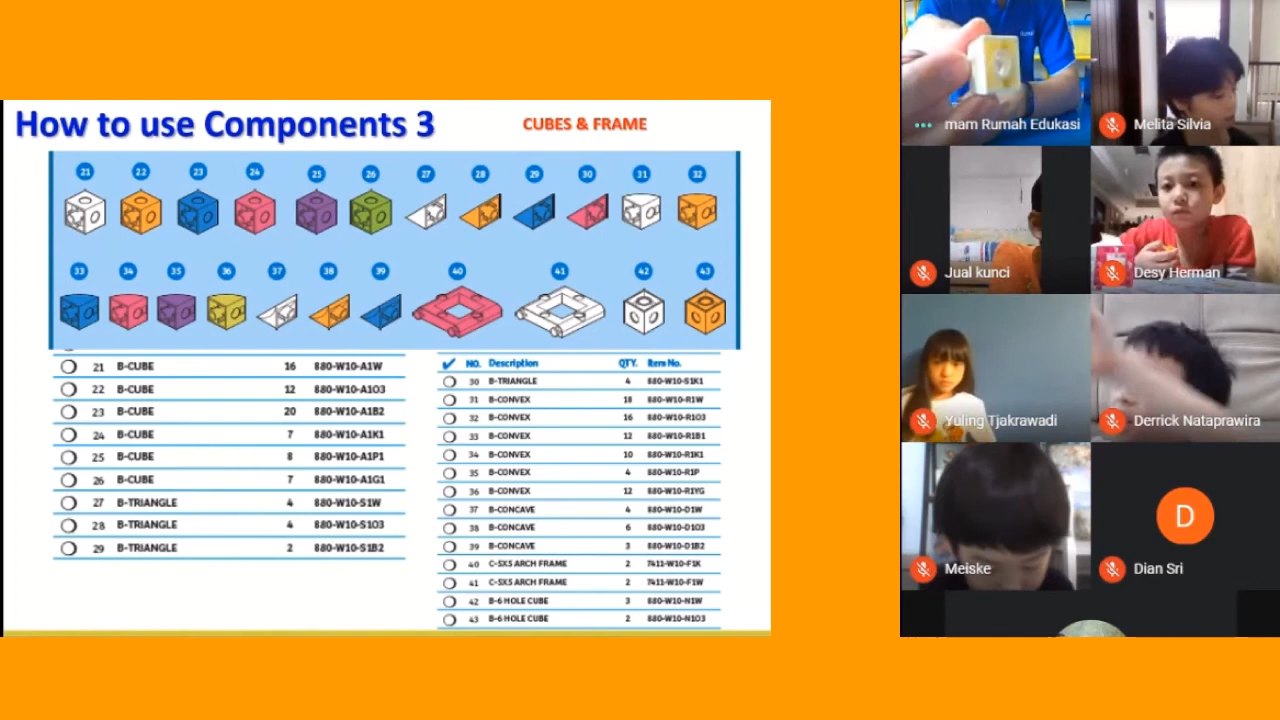 How to use Components 3
CUBES & FRAME
21 22 23 24 25 26 27 28 29 30 31 32
33 34 35 36 37 38 39 40 41 42 43
21 B-CUBE 16 880-W10-A1W
22 B-CUBE 12 880-W10-A1O3
23 B-CUBE 20 880-W10-A1B2
24 B-CUBE 7 880-W10-A1K1
25 B-CUBE 8 880-W10-A1P1
26 B-CUBE 7 880-W10-A1G1
27 B-TRIANGLE 4 880-W10-S1W
28 B-TRIANGLE 4 880-W10-S1O3
29 B-TRIANGLE 2 880-W10-S1B2
✓ NO. Description QTY. Item No.
30 B-TRIANGLE 4 880-W10-S1K1
31 B-CONVEX 18 880-W10-R1W
32 B-CONVEX 16 880-W10-R1O3
33 B-CONVEX 12 880-W10-R1B1
34 B-CONVEX 10 880-W10-R1K1
35 B-CONVEX 4 880-W10-R1P
36 B-CONVEX 12 880-W10-R1YG
37 B-CONCAVE 4 880-W10-D1W
38 B-CONCAVE 6 880-W10-D1O3
39 B-CONCAVE 3 880-W10-D1B2
40 C-5X5 ARCH FRAME 2 7411-W10-F1K
41 C-5X5 ARCH FRAME 2 7411-W10-F1W
42 B-6 HOLE CUBE 3 880-W10-N1W
43 B-6 HOLE CUBE 2 880-W10-N1O3
mam Rumah Edukasi
Melita Silvia
Jual kunci
Desy Herman
Yuling Tjakrawadi
Derrick Nataprawira
Meiske
D
Dian Sri